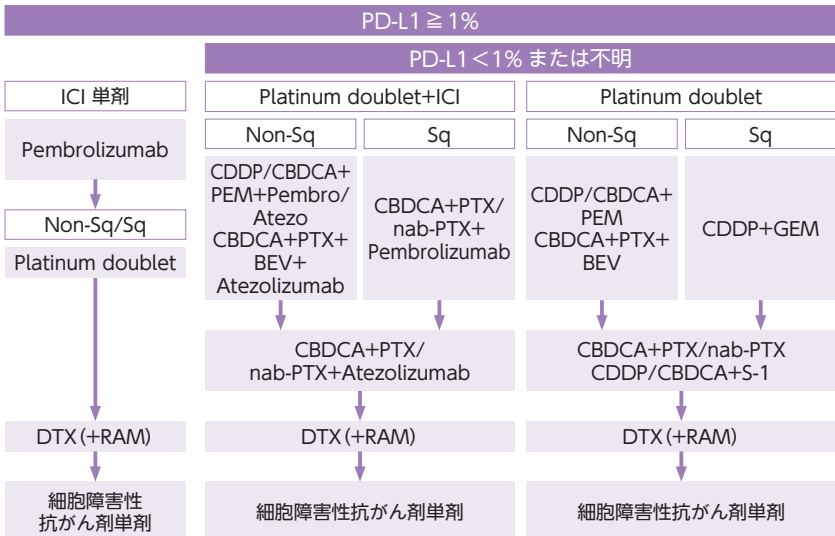 PD-L1≧1%
PD-L1<1% または不明
ICI 単剤
Pembrolizumab
Non-Sq/Sq
Platinum doublet
DTX(+RAM)
細胞障害性
抗がん剤単剤
Platinum doublet+ICI
Non-Sq
CDDP/CBDCA+
PEM+Pembro/
Atezo
CBDCA+PTX+
BEV+
Atezolizumab
Sq
CBDCA+PTX/
nab-PTX+
Pembrolizumab
CBDCA+PTX/
nab-PTX+Atezolizumab
DTX(+RAM)
細胞障害性抗がん剤単剤
Platinum doublet
Non-Sq
CDDP/CBDCA+
PEM
CBDCA+PTX+
BEV
Sq
CDDP+GEM
CBDCA+PTX/nab-PTX
CDDP/CBDCA+S-1
DTX(+RAM)
細胞障害性抗がん剤単剤